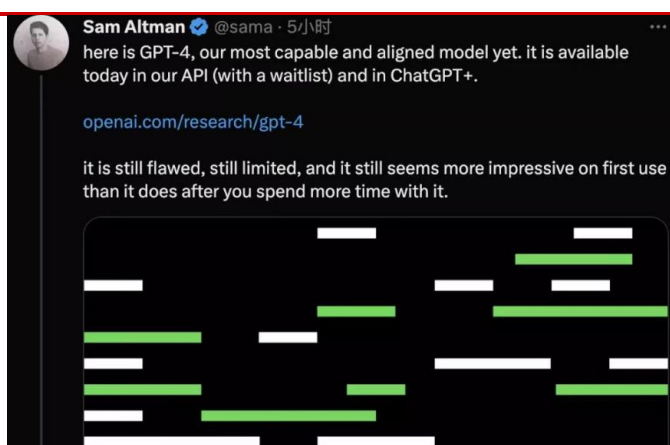 Sam Altman @sama · 5小时
here is GPT-4, our most capable and aligned model yet. it is available
today in our API (with a waitlist) and in ChatGPT+.
openai.com/research/gpt-4
it is still flawed, still limited, and it still seems more impressive on first use
than it does after you spend more time with it.